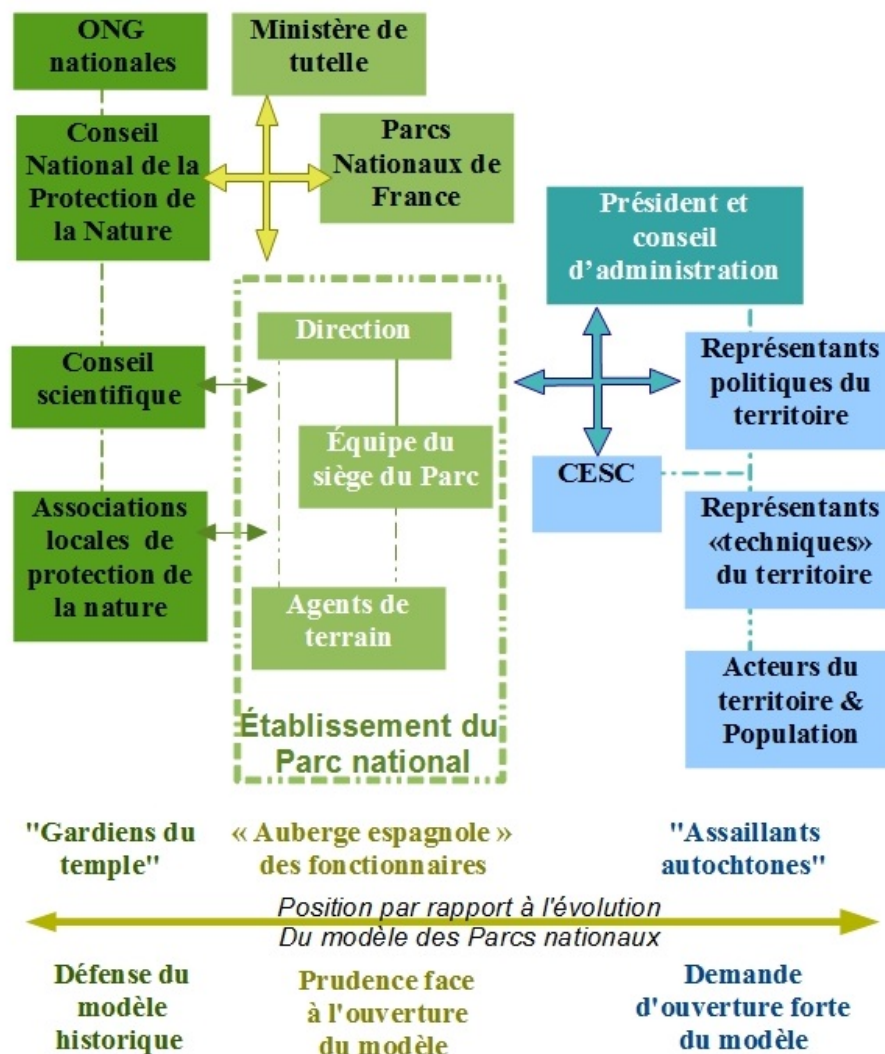 ONG
nationales
Conseil
National de la
Protection de
la Nature
Conseil
scientifique
Associations
locales de
protection de
la nature
Ministère de
tutelle
Parcs
Nationaux de
France
Direction
Équipe du
siège du Parc
Agents de
terrain
Établissement du
Parc national
Président et
conseil
d’administration
Représentants
politiques du
territoire
CESC
Représentants
«techniques»
du territoire
Acteurs du
territoire &
Population
"Gardiens du
temple"
« Auberge espagnole »
des fonctionnaires
"Assaillants
autochtones"
Position par rapport à l'évolution
Du modèle des Parcs nationaux
Défense du
modèle
historique
Prudence face
à l'ouverture
du modèle
Demande
d'ouverture forte
du modèle